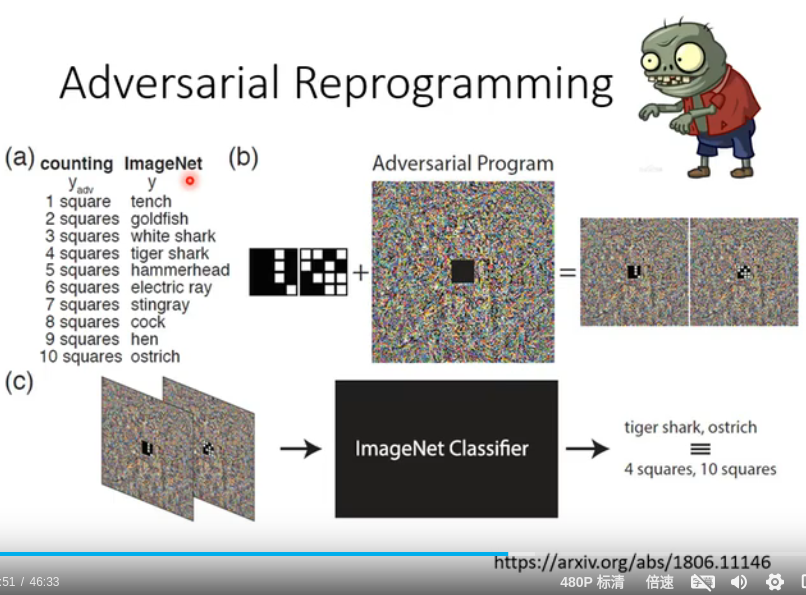 Adversarial Reprogramming
(a) counting ImageNet (b)
y_adv y
Adversarial Program
1 square tench
2 squares goldfish
3 squares white shark
4 squares tiger shark
5 squares hammerhead
6 squares electric ray
7 squares stingray
8 squares cock
9 squares hen
10 squares ostrich
+ =
(c)
ImageNet Classifier
tiger shark, ostrich
≡
4 squares, 10 squares
https://arxiv.org/abs/1806.11146
:51 / 46:33 480P 标清 倍速 字幕